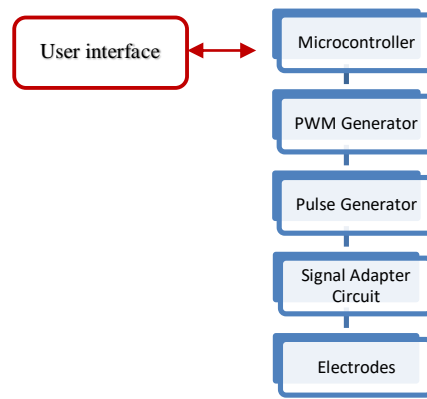 User interface
Microcontroller
PWM Generator
Pulse Generator
Signal Adapter
Circuit
Electrodes